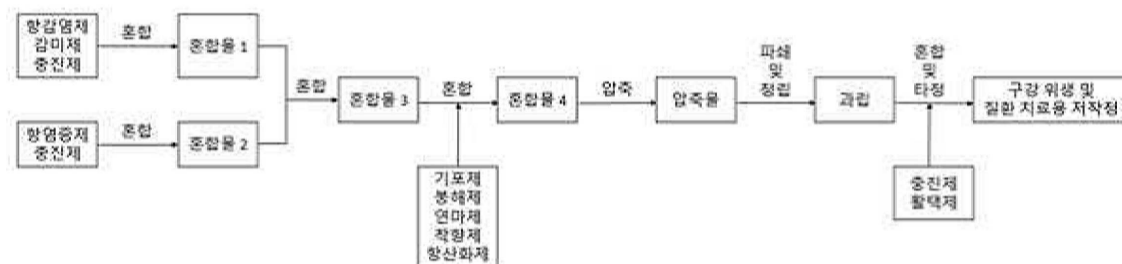 항감염제
감미제
충진제
혼합
혼합물 1
항염증제
충진제
혼합
혼합물 2
혼합
혼합물 3
혼합
기포제
붕해제
연마제
착향제
항산화제
혼합물 4
압축
압축물
파쇄
및
정립
과립
혼합
및
타정
충진제
활택제
구강 위생 및
질환 치료용 저작정